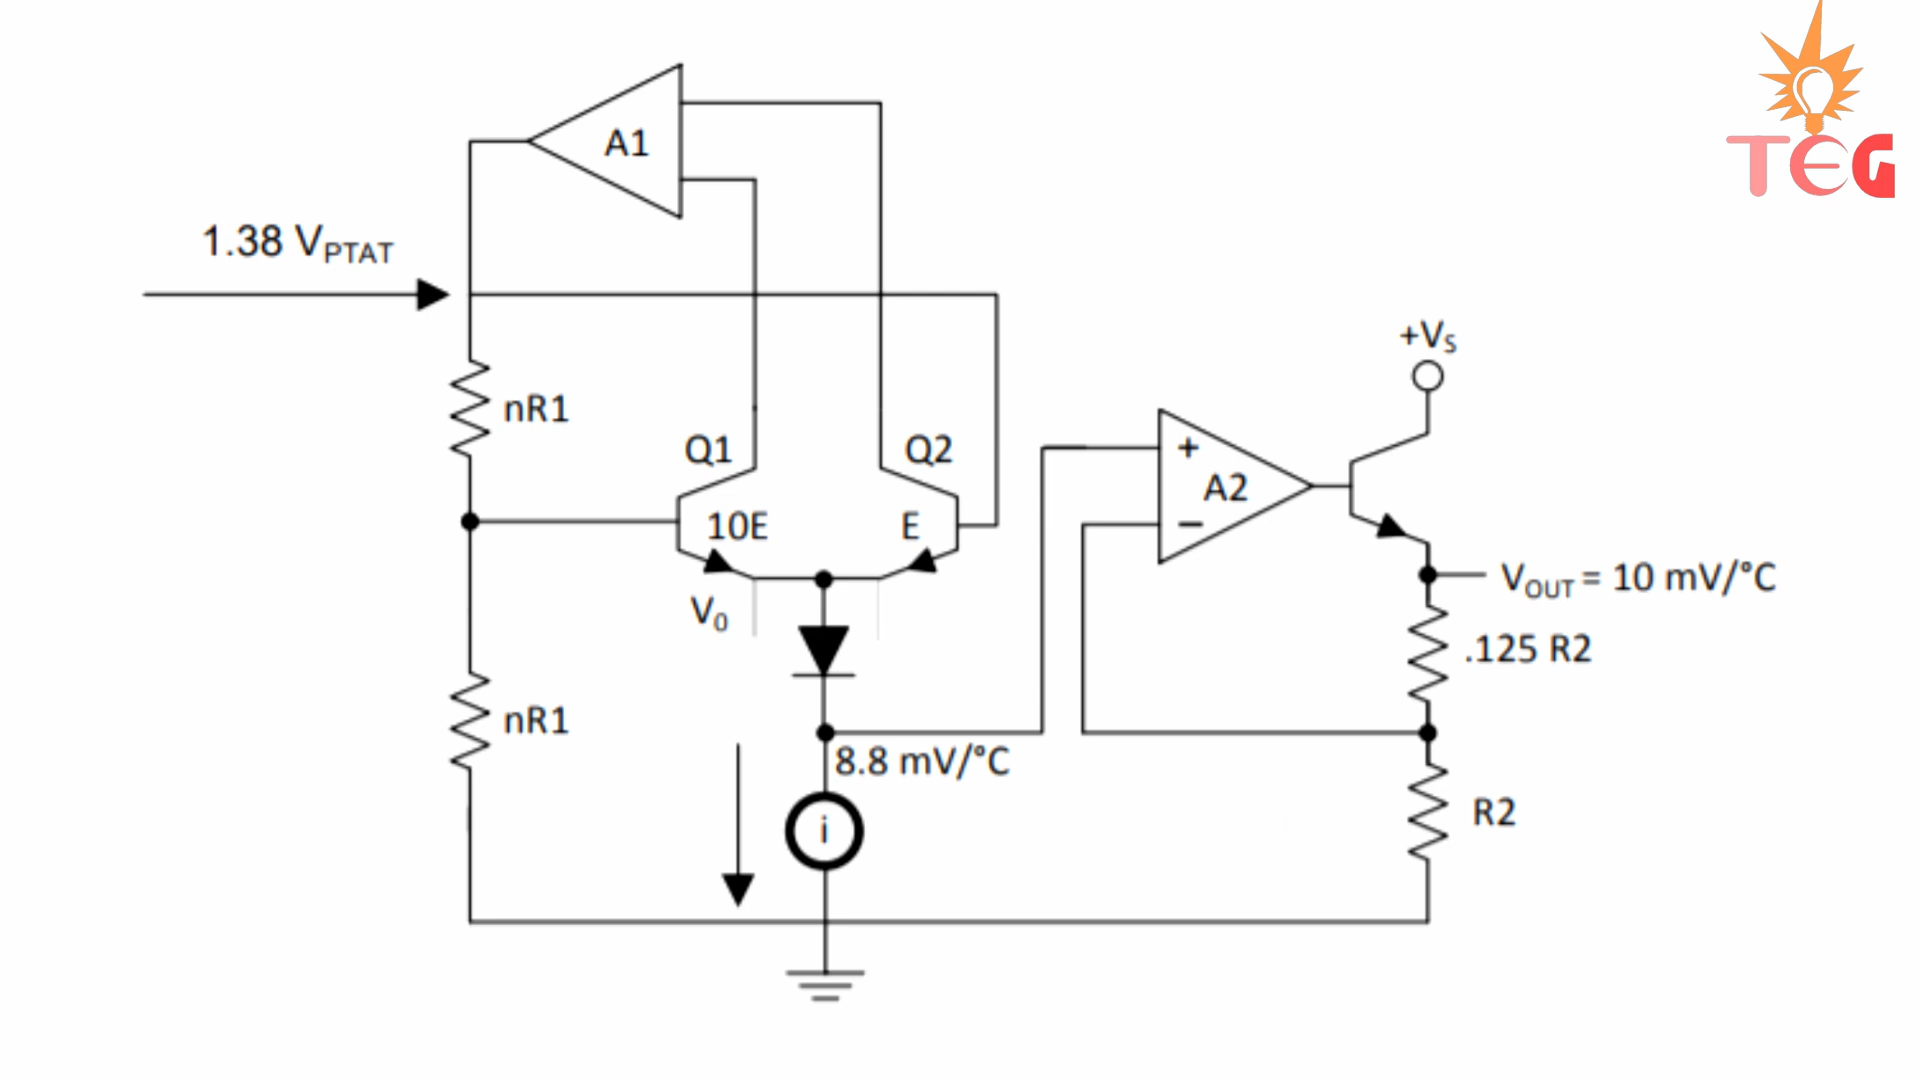 TEG
A1
1.38 VPTAT
+VS
nR1
Q1
Q2
+
A2
−
10E
E
VOUT = 10 mV/°C
V0
.125 R2
nR1
8.8 mV/°C
i
R2